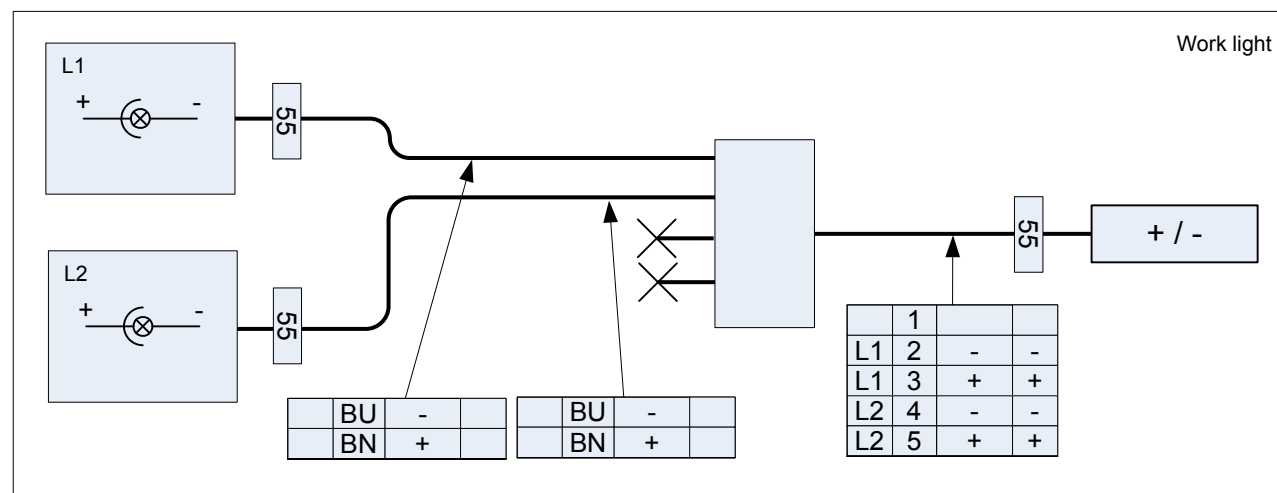 Work light
L1
+ -
55
L2
+ -
55
55
+ / -
BU -
BN +
BU -
BN +
1
L1 2 - -
L1 3 + +
L2 4 - -
L2 5 + +